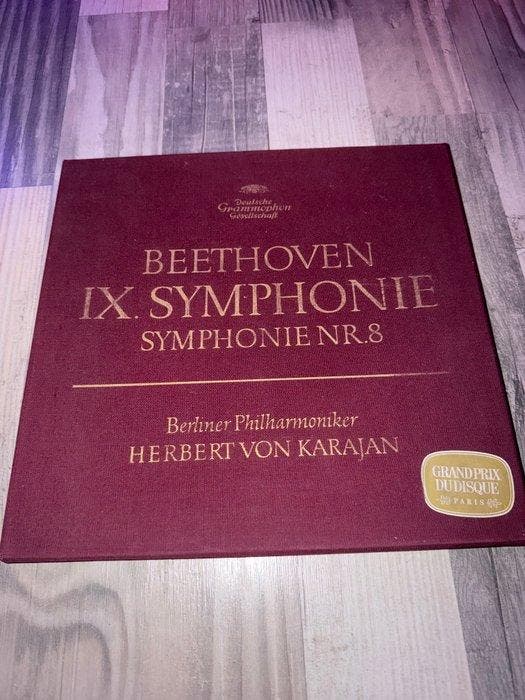 Deutsche
Grammophon
Gesellschaft
BEETHOVEN
IX. SYMPHONIE
SYMPHONIE NR.8
Berliner Philharmoniker
HERBERT VON KARAJAN
GRAND PRIX
DU DISQUE
PARIS